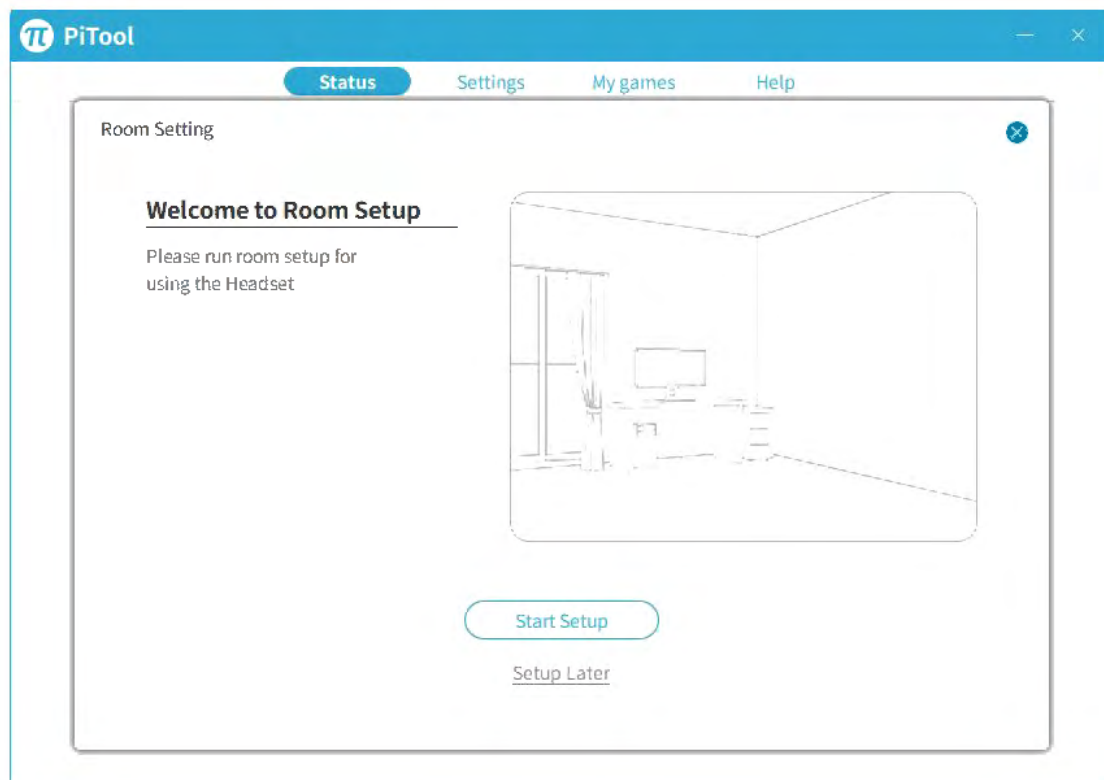 π PiTool
Status Settings My games Help
Room Setting
Welcome to Room Setup
Please run room setup for
using the Headset
Start Setup
Setup Later